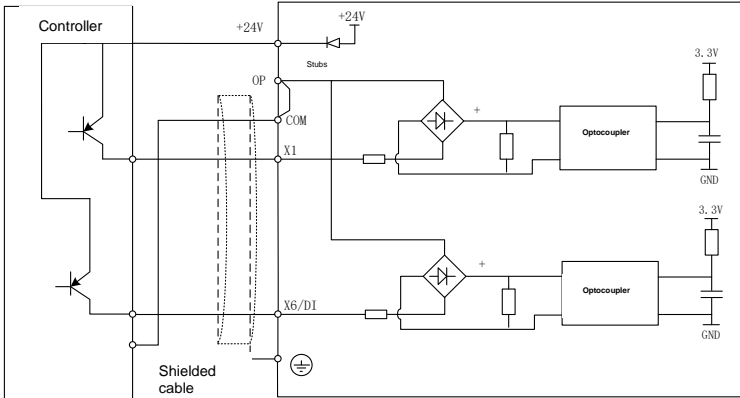 Controller
+24V
+24V
Stubs
OP
COM
X1
+
Optocoupler
3.3V
GND
X6/DI
+
Optocoupler
3.3V
GND
Shielded
cable